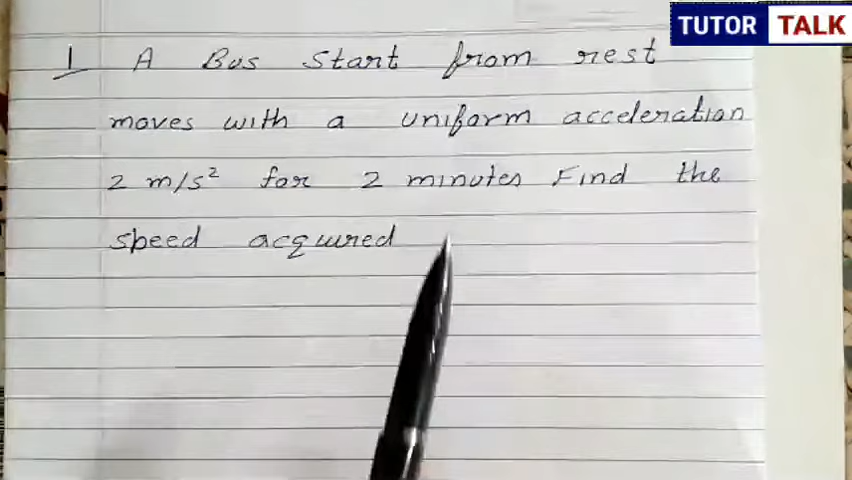 TUTOR TALK
1 A Bus Start from rest
moves with a uniform acceleration
2 m/s² for 2 minutes Find the
speed acquired